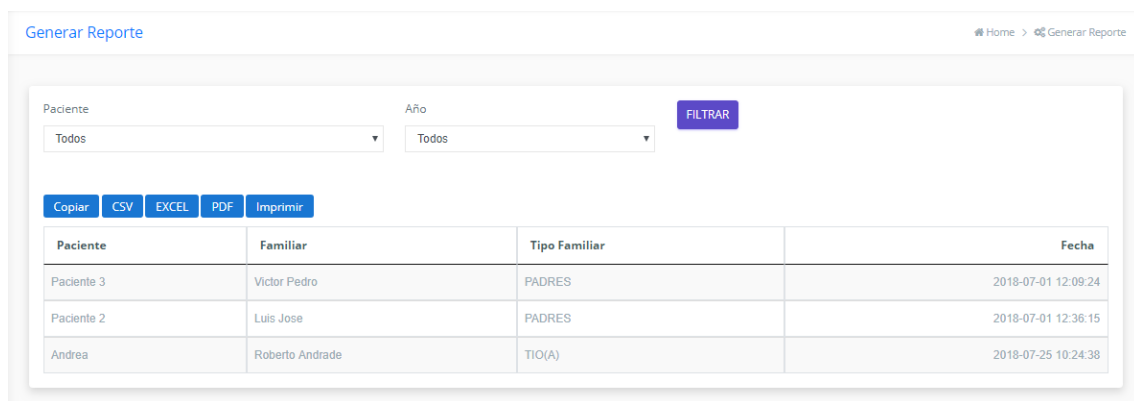 Generar Reporte
Home > Generar Reporte
Paciente Año
FILTRAR
Todos Todos
Copiar CSV EXCEL PDF Imprimir
Paciente Familiar Tipo Familiar Fecha
Paciente 3 Victor Pedro PADRES 2018-07-01 12:09:24
Paciente 2 Luis Jose PADRES 2018-07-01 12:36:15
Andrea Roberto Andrade TIO(A) 2018-07-25 10:24:38